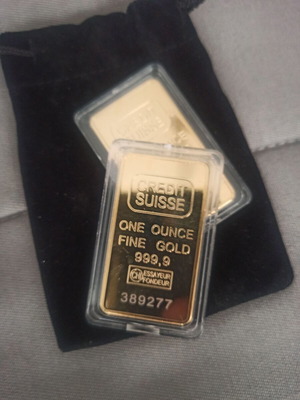 CREDIT
SUISSE
ONE OUNCE
FINE GOLD
999,9
ESSAYEUR
FONDEUR
389277